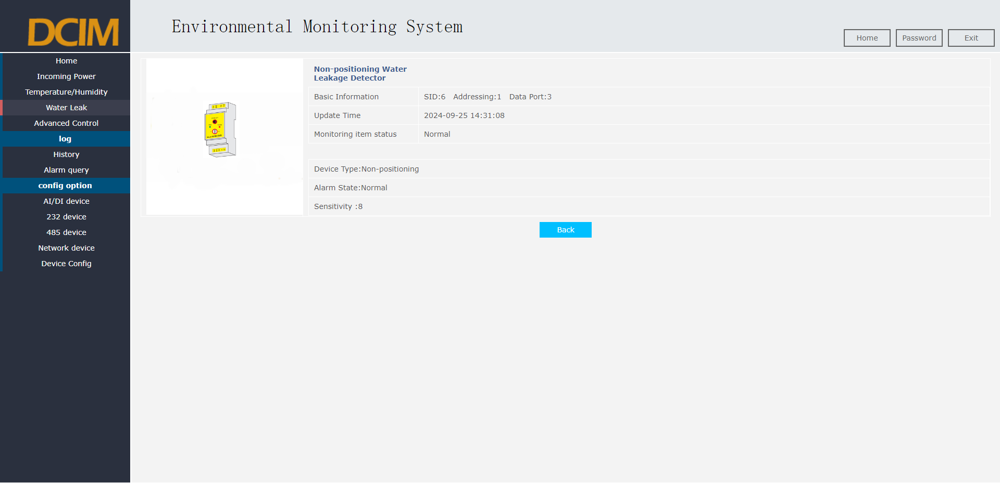 DCIM
Environmental Monitoring System
Home
Password
Exit
Home
Incoming Power
Temperature/Humidity
Water Leak
Advanced Control
log
History
Alarm query
config option
AI/DI device
232 device
485 device
Network device
Device Config
Non-positioning Water
Leakage Detector
Basic Information SID:6 Addressing:1 Data Port:3
Update Time 2024-09-25 14:31:08
Monitoring item status Normal
Device Type:Non-positioning
Alarm State:Normal
Sensitivity :8
Back